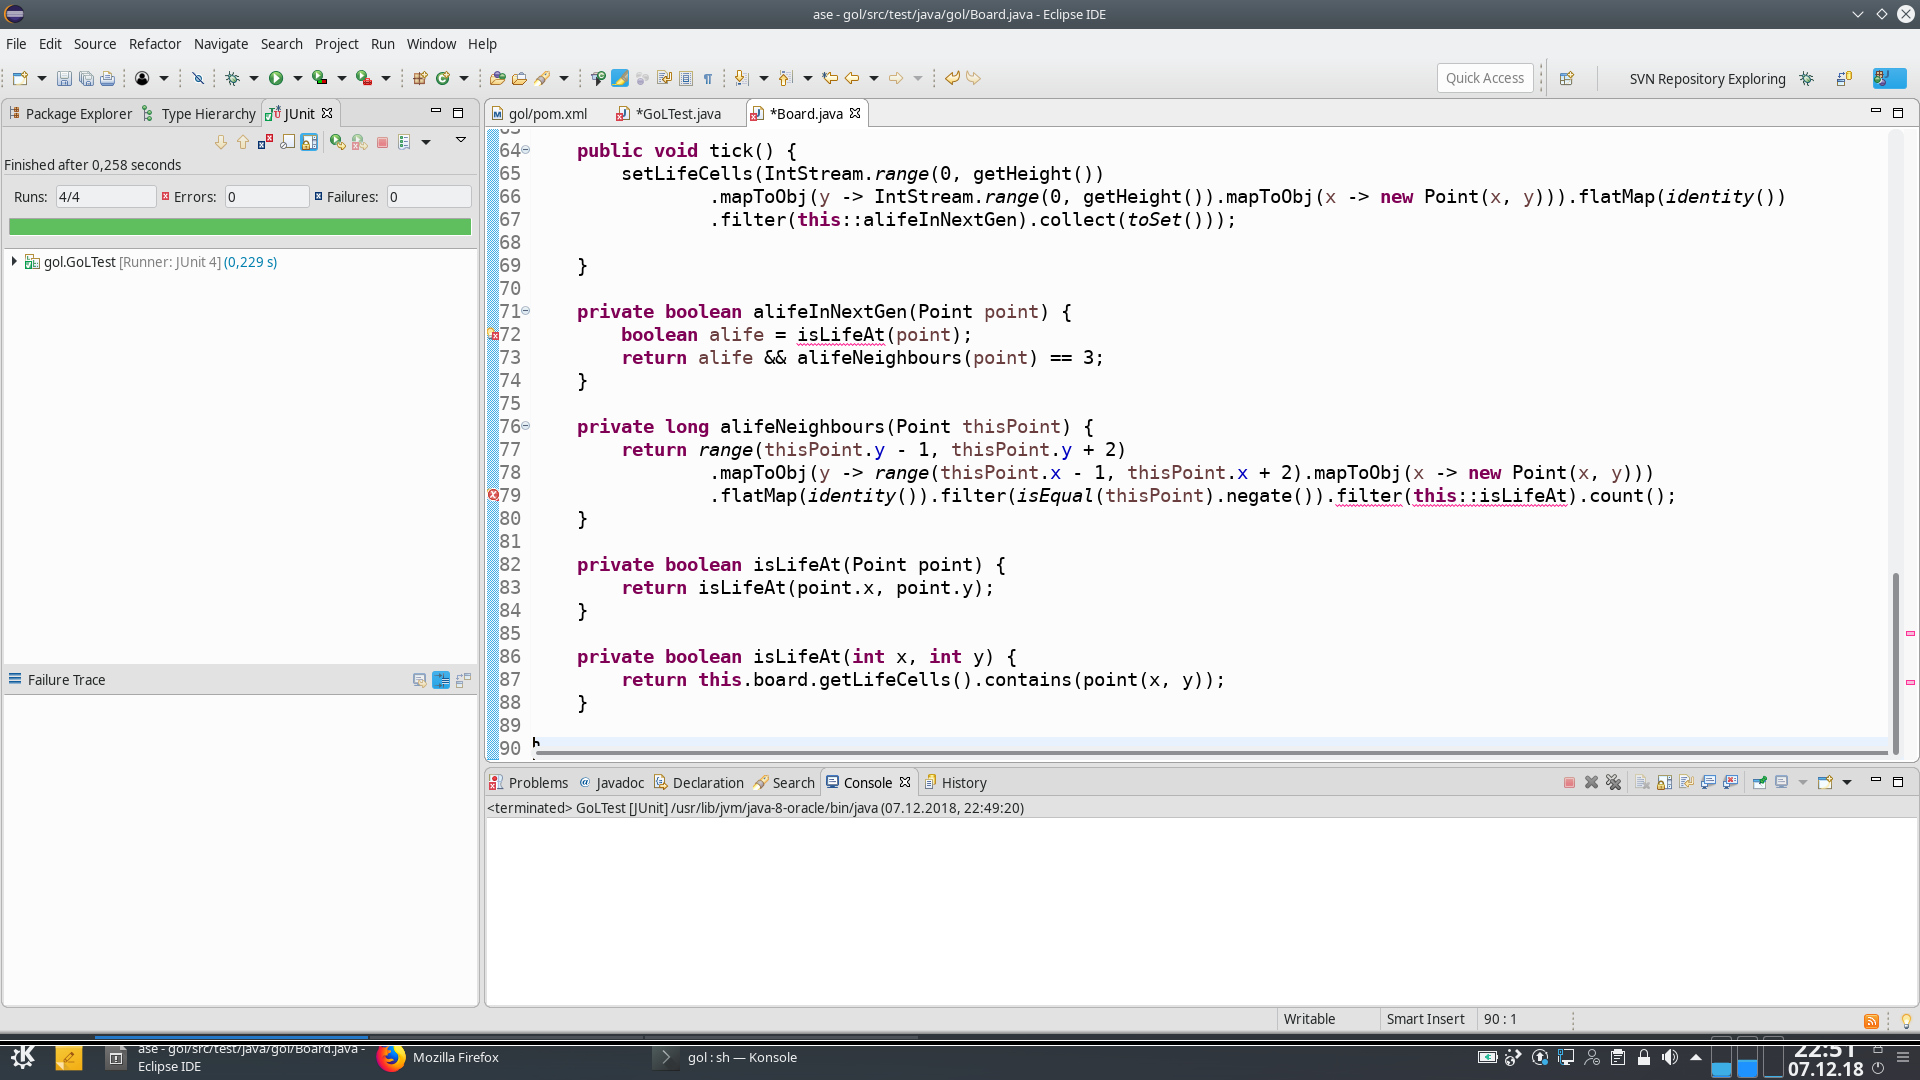 ase - gol/src/test/java/gol/Board.java - Eclipse IDE
File Edit Source Refactor Navigate Search Project Run Window Help
Quick Access
SVN Repository Exploring
Package Explorer Type Hierarchy JUnit
gol/pom.xml *GoLTest.java *Board.java
Finished after 0,258 seconds
Runs: 4/4 Errors: 0 Failures: 0
gol.GoLTest [Runner: JUnit 4] (0,229 s)
Failure Trace
64 public void tick() {
65 setLifeCells(IntStream.range(0, getHeight())
66 .mapToObj(y -> IntStream.range(0, getHeight()).mapToObj(x -> new Point(x, y))).flatMap(identity())
67 .filter(this::alifeInNextGen).collect(toSet()));
68
69 }
70
71 private boolean alifeInNextGen(Point point) {
72 boolean alife = isLifeAt(point);
73 return alife && alifeNeighbours(point) == 3;
74 }
75
76 private long alifeNeighbours(Point thisPoint) {
77 return range(thisPoint.y - 1, thisPoint.y + 2)
78 .mapToObj(y -> range(thisPoint.x - 1, thisPoint.x + 2).mapToObj(x -> new Point(x, y)))
79 .flatMap(identity()).filter(isEqual(thisPoint).negate()).filter(this::isLifeAt).count();
80 }
81
82 private boolean isLifeAt(Point point) {
83 return isLifeAt(point.x, point.y);
84 }
85
86 private boolean isLifeAt(int x, int y) {
87 return this.board.getLifeCells().contains(point(x, y));
88 }
89
90
Problems @ Javadoc Declaration Search Console History
<terminated> GoLTest [JUnit] /usr/lib/jvm/java-8-oracle/bin/java (07.12.2018, 22:49:20)
Writable Smart Insert 90 : 1
ase - gol/src/test/java/gol/Board.java - Eclipse IDE
Mozilla Firefox
gol : sh — Konsole
22:51
07.12.18